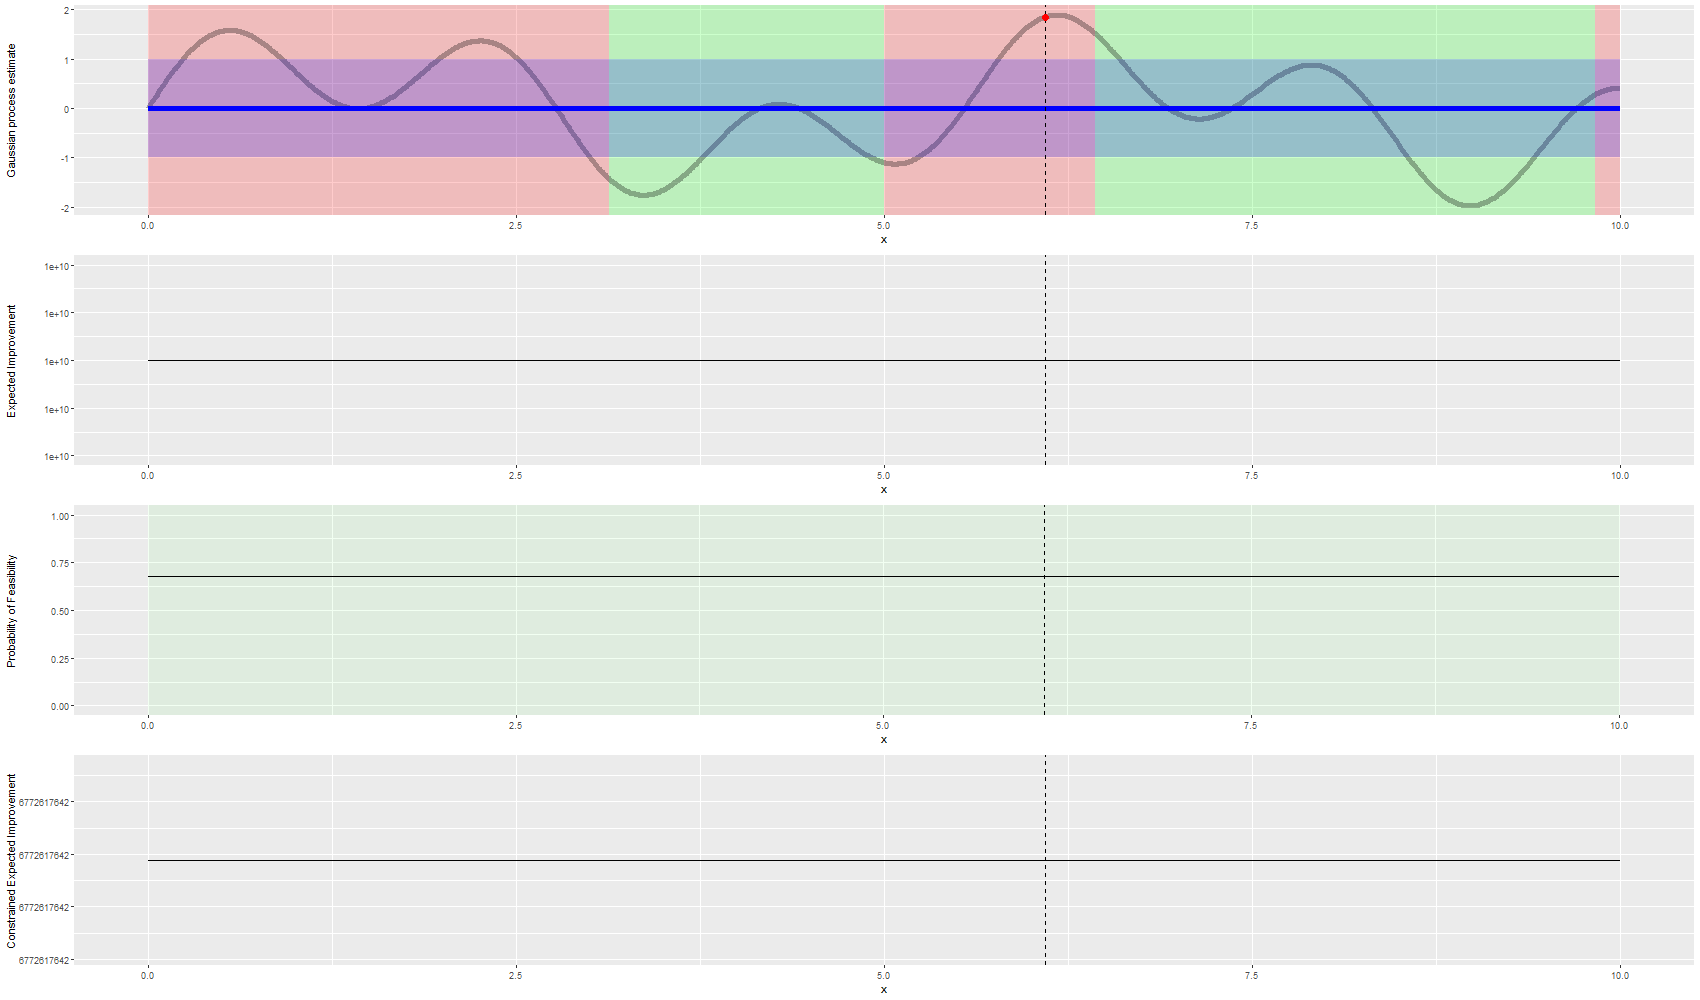 Gaussian process estimate
2
1
0
-1
-2
0.0 2.5 5.0 7.5 10.0
x
Expected Improvement
1e+10
1e+10
1e+10
1e+10
1e+10
0.0 2.5 5.0 7.5 10.0
x
Probability of Feasibility
1.00
0.75
0.50
0.25
0.00
0.0 2.5 5.0 7.5 10.0
x
Constrained Expected Improvement
6772617642
6772617642
6772617642
6772617642
0.0 2.5 5.0 7.5 10.0
x